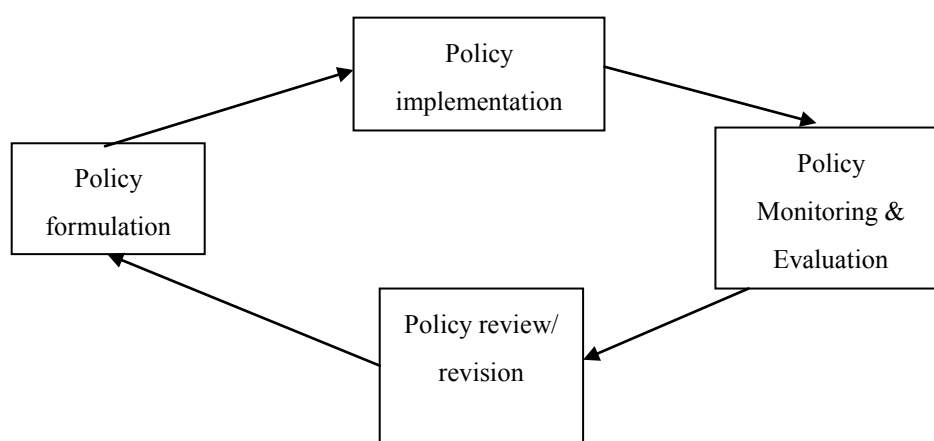 Policy
implementation
Policy
formulation
Policy
Monitoring &
Evaluation
Policy review/
revision